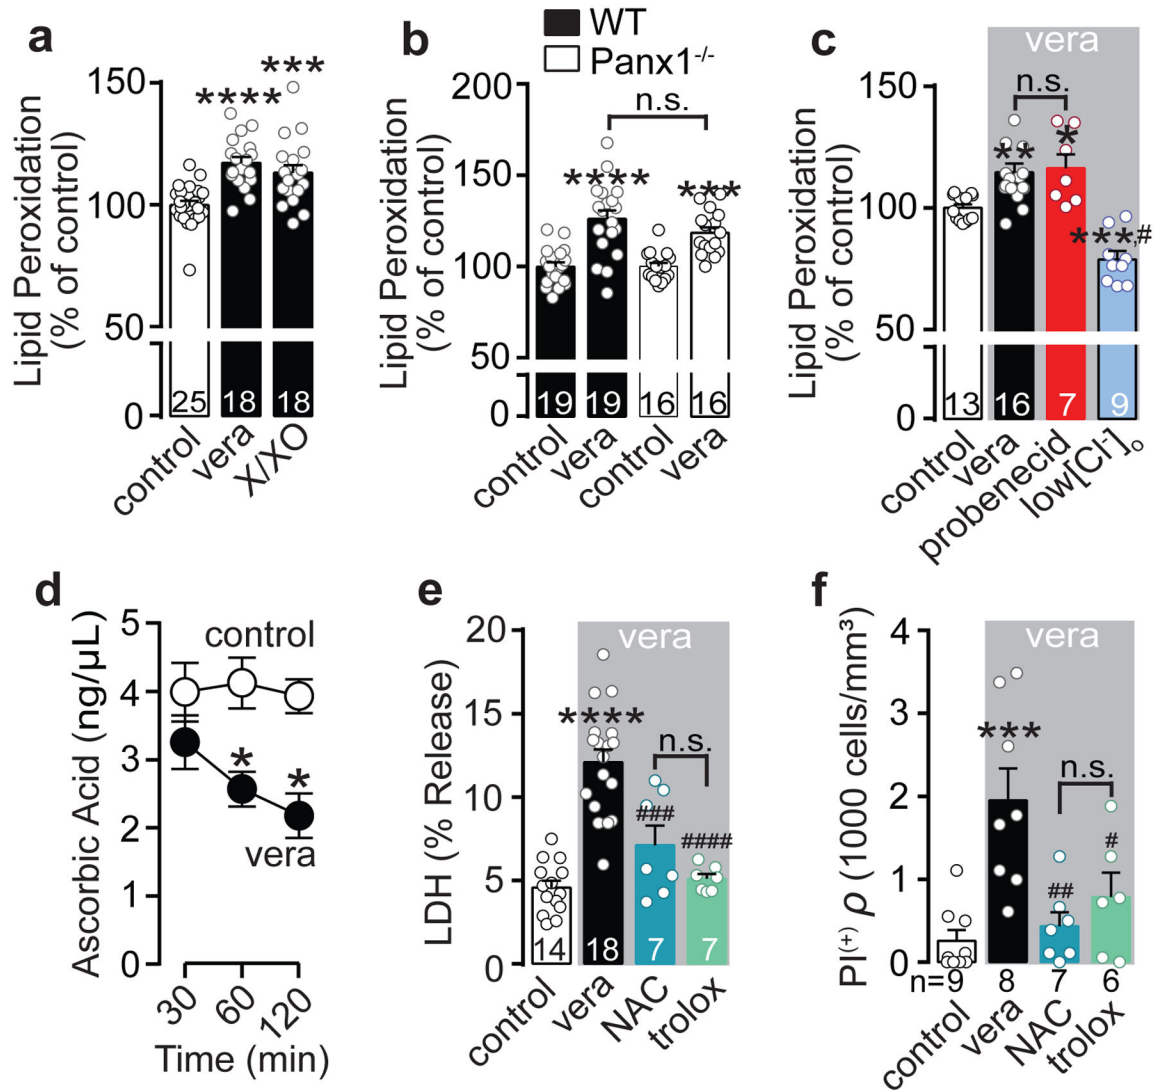 a
Lipid Peroxidation
(% of control)
150
100
50
0
****
***
25
18
18
control
vera
X/XO
b
WT
Panx1⁻/⁻
Lipid Peroxidation
(% of control)
200
150
100
50
0
n.s.
****
***
19
19
16
16
control
vera
control
vera
c
vera
Lipid Peroxidation
(% of control)
150
100
50
0
n.s.
**
*
***,#
13
16
7
9
control
vera
probenecid
low[Cl⁻]ₒ
d
Ascorbic Acid (ng/µL)
5
4
3
2
1
0
control
*
*
vera
30
60
120
Time (min)
e
vera
LDH (% Release)
20
15
10
5
0
****
n.s.
###
####
14
18
7
7
control
vera
NAC
trolox
f
vera
PI⁽⁺⁾ ρ (1000 cells/mm³)
4
3
2
1
0
***
n.s.
##
#
n=9
8
7
6
control
vera
NAC
trolox